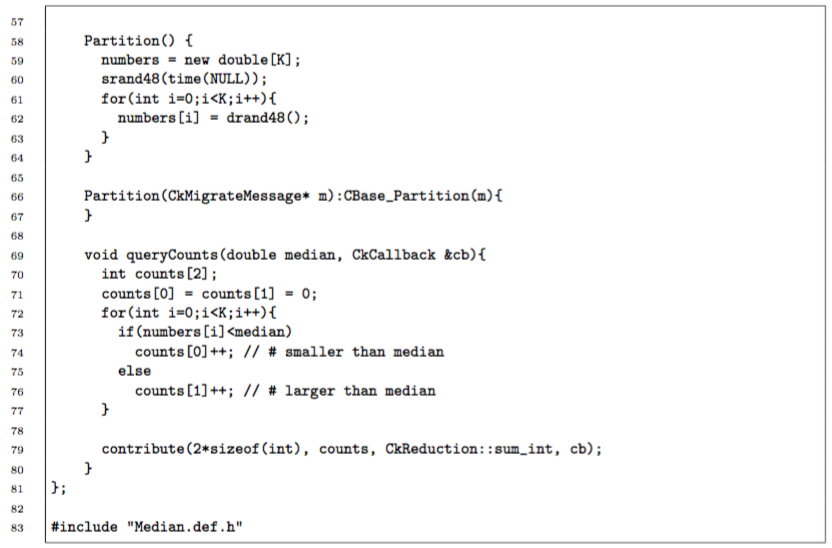 57
58 Partition() {
59 numbers = new double[K];
60 srand48(time(NULL));
61 for(int i=0;i<K;i++){
62 numbers[i] = drand48();
63 }
64 }
65
66 Partition(CkMigrateMessage* m):CBase_Partition(m){
67 }
68
69 void queryCounts(double median, CkCallback &cb){
70 int counts[2];
71 counts[0] = counts[1] = 0;
72 for(int i=0;i<K;i++){
73 if(numbers[i]<median)
74 counts[0]++; // # smaller than median
75 else
76 counts[1]++; // # larger than median
77 }
78
79 contribute(2*sizeof(int), counts, CkReduction::sum_int, cb);
80 }
81 };
82
83 #include "Median.def.h"